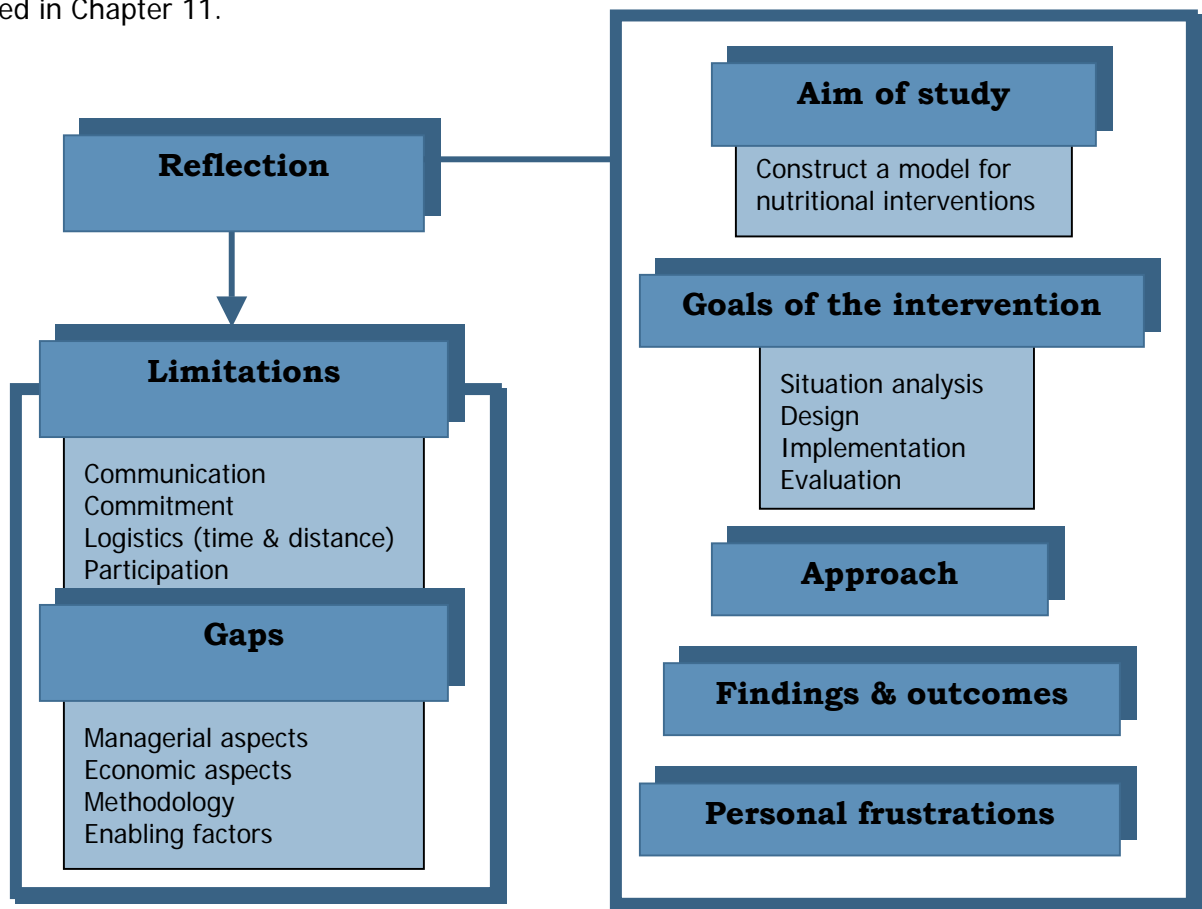 ed in Chapter 11.
Reflection
Limitations
Communication
Commitment
Logistics (time & distance)
Participation
Gaps
Managerial aspects
Economic aspects
Methodology
Enabling factors
Aim of study
Construct a model for
nutritional interventions
Goals of the intervention
Situation analysis
Design
Implementation
Evaluation
Approach
Findings & outcomes
Personal frustrations